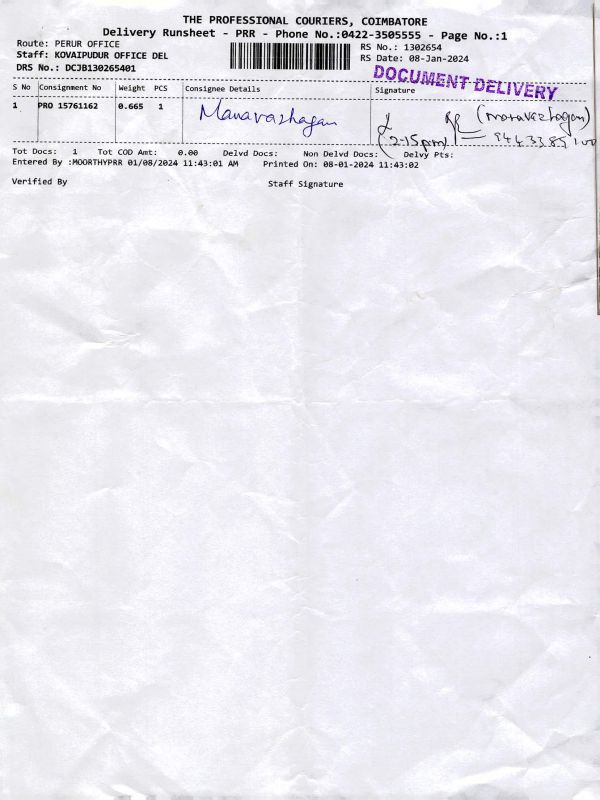 THE PROFESSIONAL COURIERS, COIMBATORE
Delivery Runsheet - PRR - Phone No.:0422-3505555 - Page No.:1
Route: PERUR OFFICE
RS No.: 1302654
Staff: KOVAIPUDUR OFFICE DEL
RS Date: 08-Jan-2024
DRS No.: DCJB130265401
DOCUMENT DELIVERY
S No Consignment No Weight PCS Consignee Details Signature
1 PRO 15761162 0.665 1 Manavazhagan (manavazhagan)
2-15pm)
Tot Docs: 1 Tot COD Amt: 0.00 Delvd Docs: Non Delvd Docs: Delvy Pts:
Entered By :MOORTHYPRR 01/08/2024 11:43:01 AM Printed On: 08-01-2024 11:43:02
Verified By Staff Signature